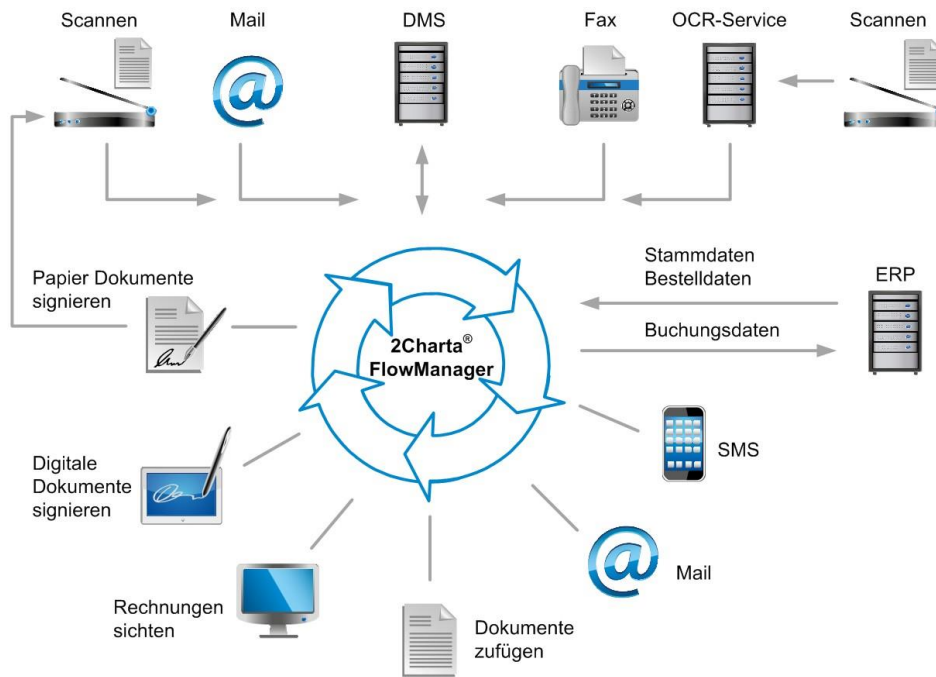 Scannen
Mail
DMS
Fax
OCR-Service
Scannen
Papier Dokumente
signieren
Stammdaten
Bestelldaten
ERP
Buchungsdaten
2Charta®
FlowManager
SMS
Digitale
Dokumente
signieren
Mail
Rechnungen
sichten
Dokumente
zufügen